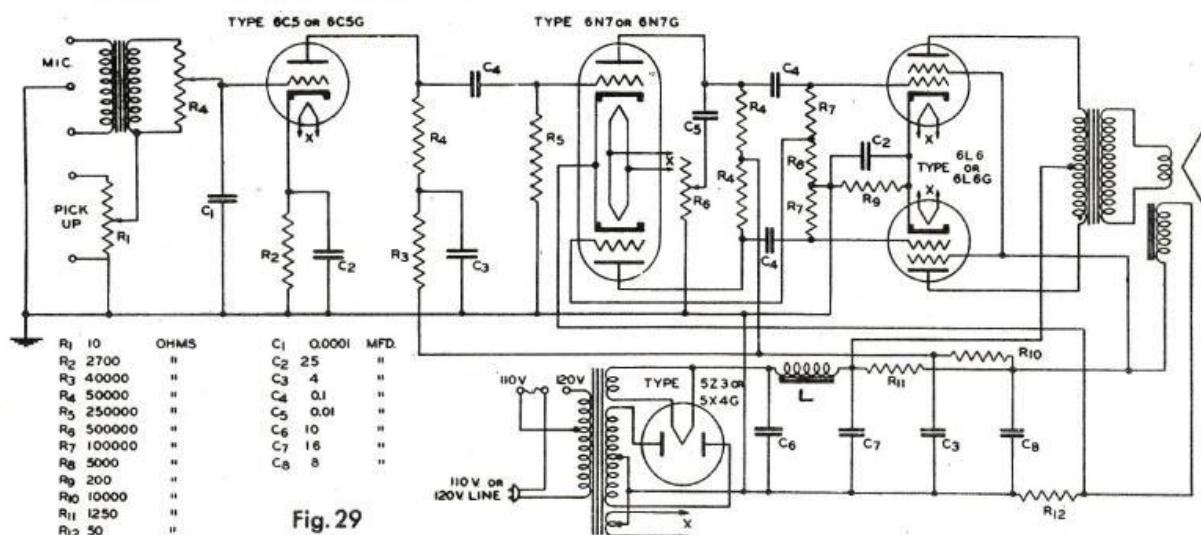 TYPE 6C5 OR 6C5G
TYPE 6N7 OR 6N7G
MIC.
R4
C4
C4
R4
R7
C5
C2
TYPE 6L6 OR 6L6G
X
R4
R5
X
R4
R8
X
R6
R9
PICK UP
R1
C1
R7
R2
C2
R3
C3
C4
R1 10 OHMS
R2 2700 "
R3 40000 "
R4 50000 "
R5 250000 "
R6 500000 "
R7 100000 "
R8 5000 "
R9 200 "
R10 10000 "
R11 1250 "
R12 50 "
C1 0.0001 MFD.
C2 25 "
C3 4 "
C4 0.1 "
C5 0.01 "
C6 10 "
C7 16 "
C8 8 "
110V
120V
TYPE 5Z3 OR 5X4G
L
R11
R10
C6
C7
C3
C8
110 V. OR
120V. LINE
X
R12
Fig. 29